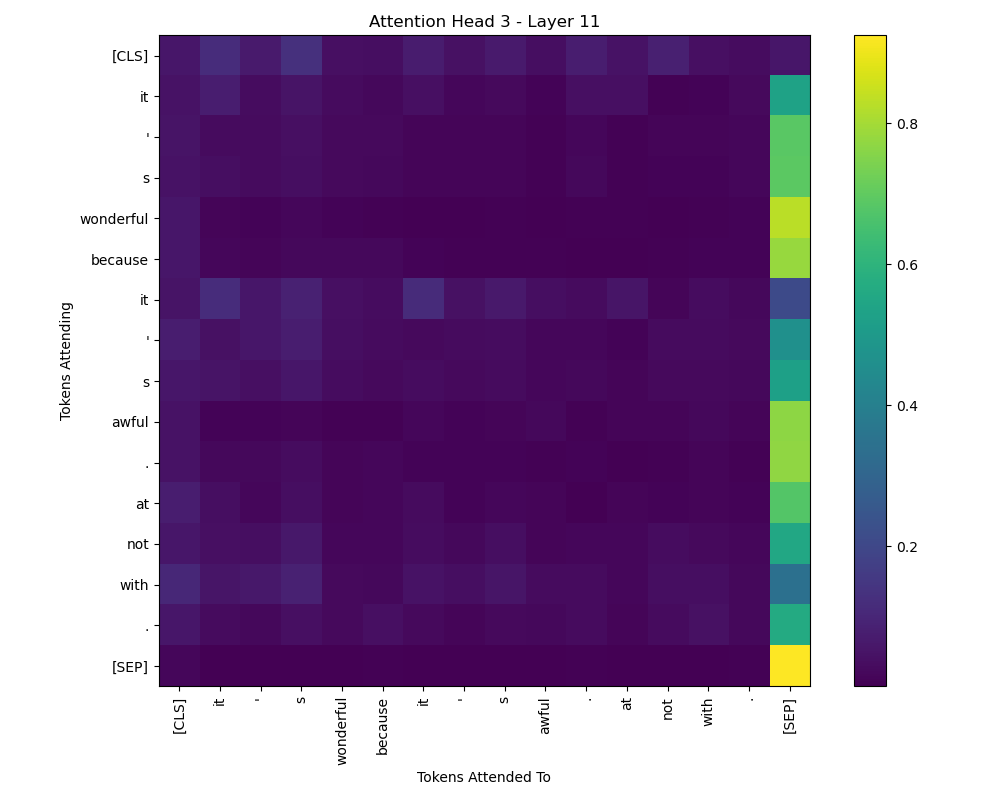 Attention Head 3 - Layer 11
Tokens Attending
[CLS]
it
'
s
wonderful
because
it
'
s
awful
.
at
not
with
.
[SEP]
[CLS]
it
'
s
wonderful
because
it
'
s
awful
.
at
not
with
.
[SEP]
Tokens Attended To
0.8
0.6
0.4
0.2